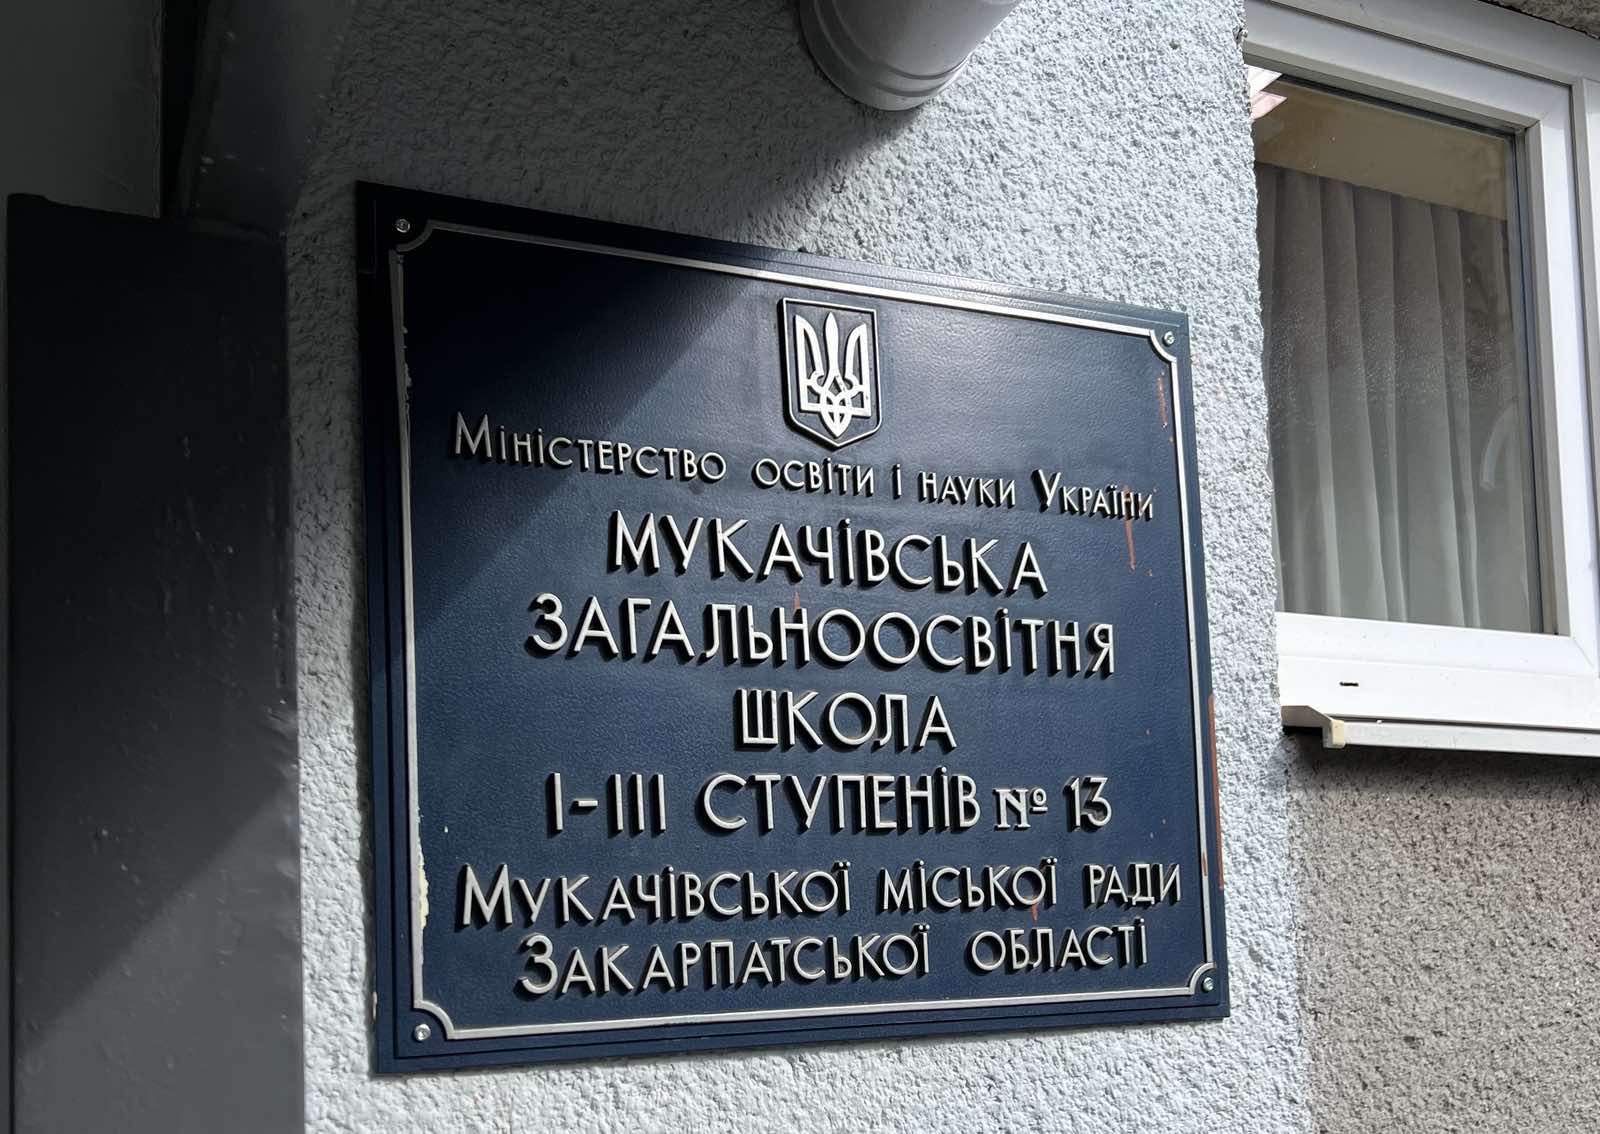 Міністерство освіти і науки України
МУКАЧІВСЬКА
ЗАГАЛЬНООСВІТНЯ
ШКОЛА
І-ІІІ СТУПЕНІВ № 13
Мукачівської міської ради
Закарпатської області